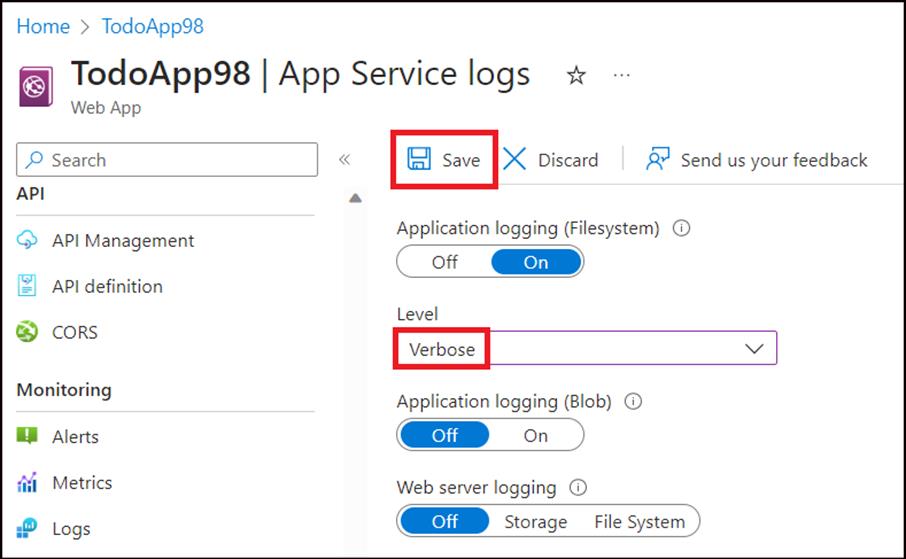 Home > TodoApp98
TodoApp98 | App Service logs
Web App
Search
«
Save
Discard
Send us your feedback
API
API Management
API definition
CORS
Monitoring
Alerts
Metrics
Logs
Application logging (Filesystem)
Off On
Level
Verbose
Application logging (Blob)
Off On
Web server logging
Off Storage File System